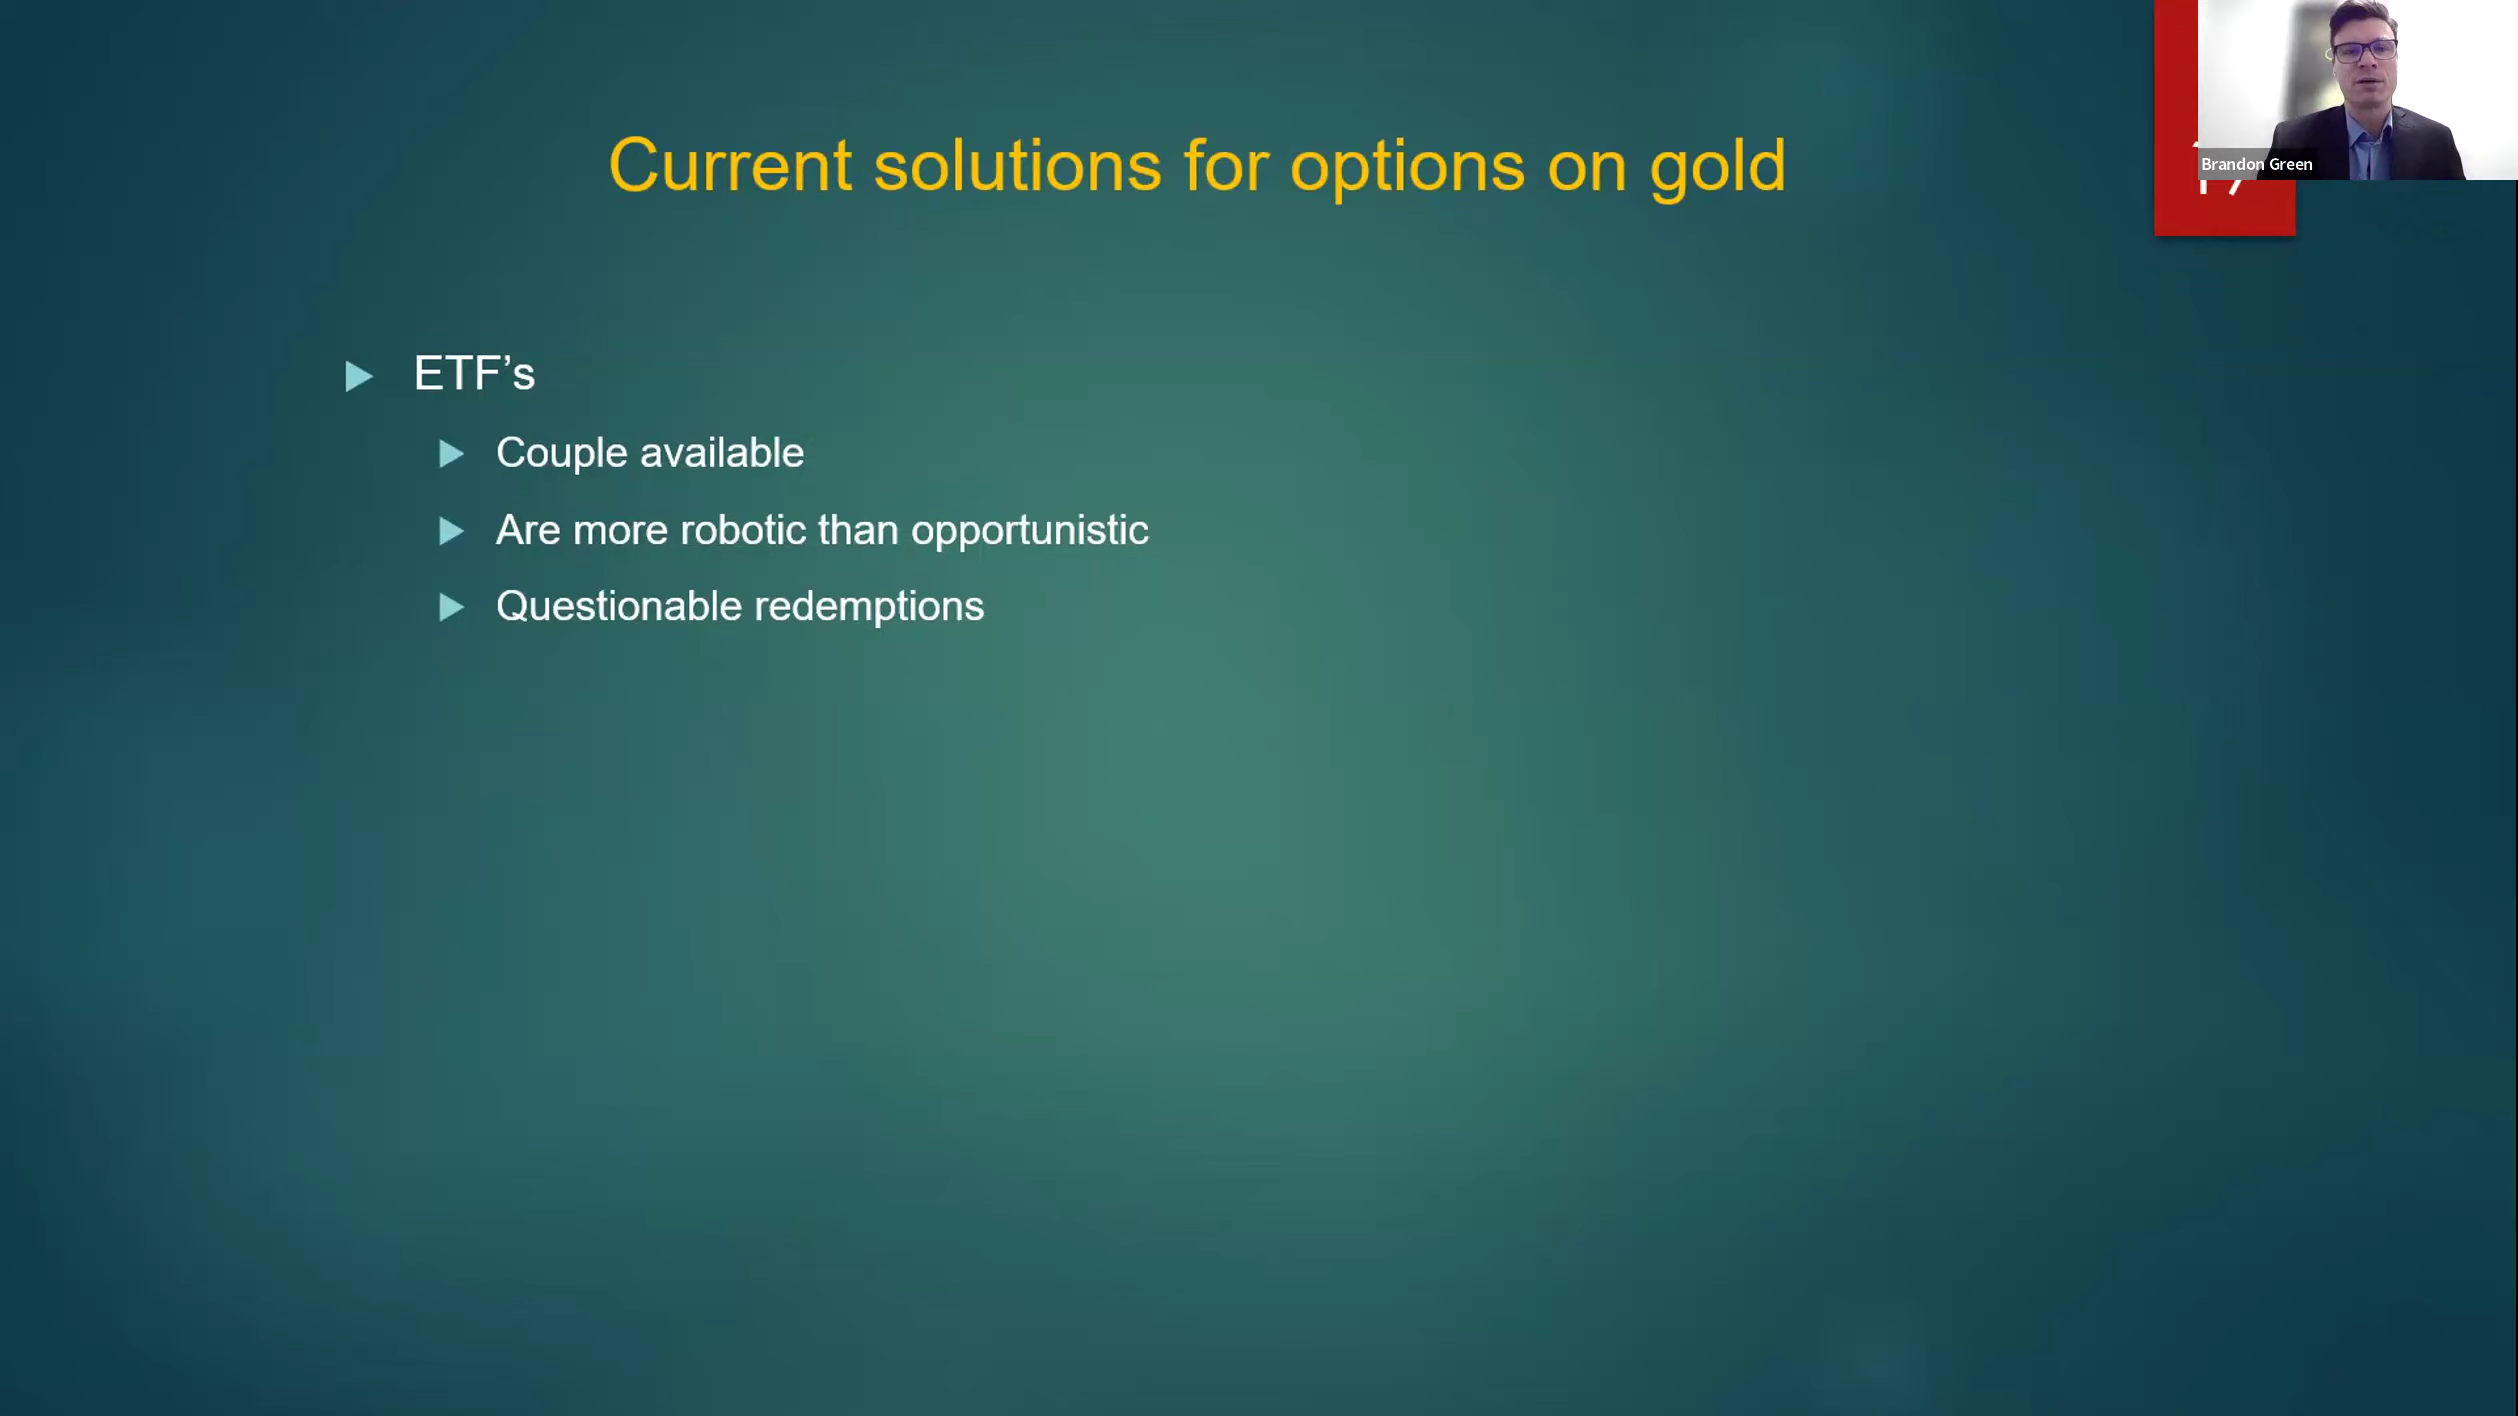 Current solutions for options on gold
Brandon Green
ETF’s
Couple available
Are more robotic than opportunistic
Questionable redemptions